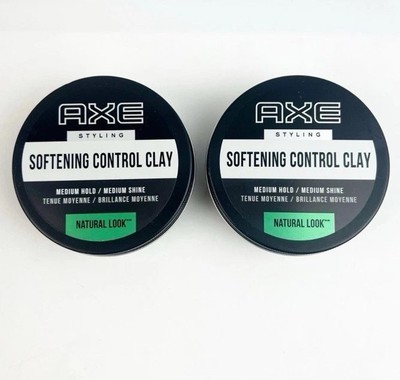 AXE
STYLING
SOFTENING CONTROL CLAY
MEDIUM HOLD / MEDIUM SHINE
TENUE MOYENNE / BRILLANCE MOYENNE
NATURAL LOOK™
AXE
STYLING
SOFTENING CONTROL CLAY
MEDIUM HOLD / MEDIUM SHINE
TENUE MOYENNE / BRILLANCE MOYENNE
NATURAL LOOK™